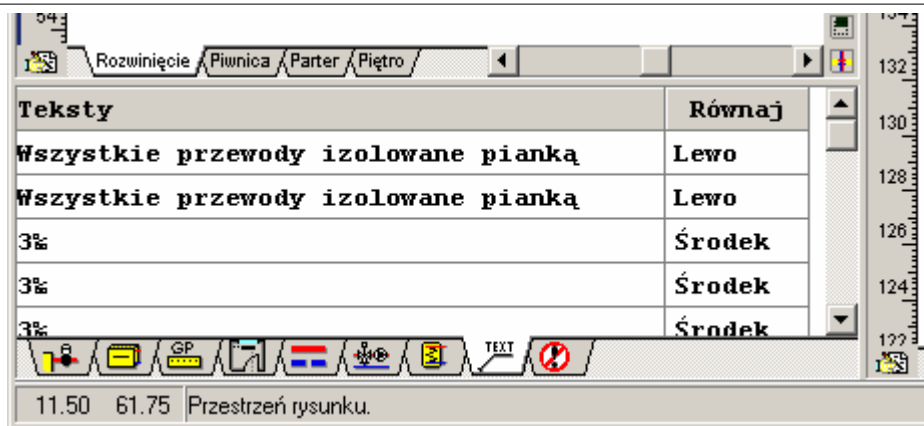 54
134
Rozwinięcie Piwnica Parter Piętro
132
Teksty Równaj
130
Wszystkie przewody izolowane pianką Lewo
128
Wszystkie przewody izolowane pianką Lewo
126
3‰ Środek
3‰ Środek
124
3‰ Środek
122
GP TEXT
11.50 61.75 Przestrzeń rysunku.